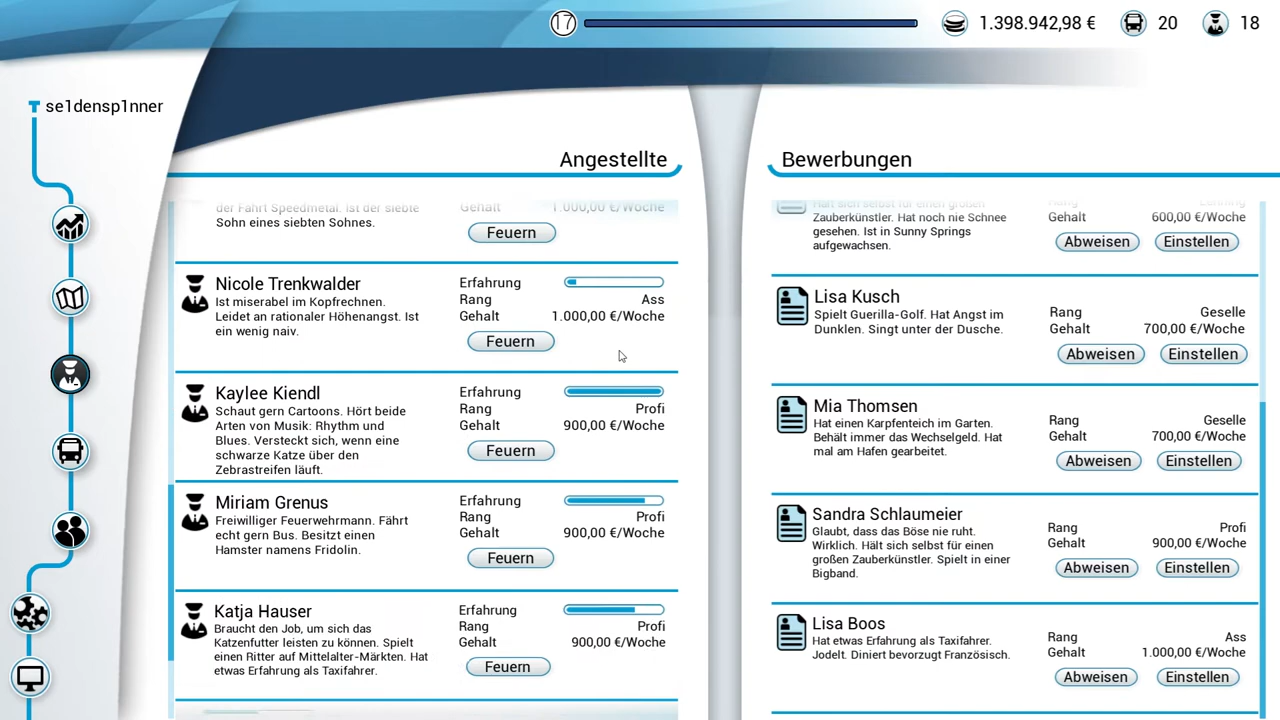 17
1.398.942,98 €
20
18
se1densp1nner
Angestellte
der Fahrt Speedmetal. Ist der siebte
Sohn eines siebten Sohnes.
Gehalt 1.000,00 €/Woche
Feuern
Nicole Trenkwalder
Ist miserabel im Kopfrechnen.
Leidet an rationaler Höhenangst. Ist
ein wenig naiv.
Erfahrung
Rang Ass
Gehalt 1.000,00 €/Woche
Feuern
Kaylee Kiendl
Schaut gern Cartoons. Hört beide
Arten von Musik: Rhythm und
Blues. Versteckt sich, wenn eine
schwarze Katze über den
Zebrastreifen läuft.
Erfahrung
Rang Profi
Gehalt 900,00 €/Woche
Feuern
Miriam Grenus
Freiwilliger Feuerwehrmann. Fährt
echt gern Bus. Besitzt einen
Hamster namens Fridolin.
Erfahrung
Rang Profi
Gehalt 900,00 €/Woche
Feuern
Katja Hauser
Braucht den Job, um sich das
Katzenfutter leisten zu können. Spielt
einen Ritter auf Mittelalter-Märkten. Hat
etwas Erfahrung als Taxifahrer.
Erfahrung
Rang Profi
Gehalt 900,00 €/Woche
Feuern
Bewerbungen
Hat sich selbst für einen großen
Zauberkünstler. Hat noch nie Schnee
gesehen. Ist in Sunny Springs
aufgewachsen.
Gehalt 600,00 €/Woche
Abweisen Einstellen
Lisa Kusch
Spielt Guerilla-Golf. Hat Angst im
Dunklen. Singt unter der Dusche.
Rang Geselle
Gehalt 700,00 €/Woche
Abweisen Einstellen
Mia Thomsen
Hat einen Karpfenteich im Garten.
Behält immer das Wechselgeld. Hat
mal am Hafen gearbeitet.
Rang Geselle
Gehalt 700,00 €/Woche
Abweisen Einstellen
Sandra Schlaumeier
Glaubt, dass das Böse nie ruht.
Wirklich. Hält sich selbst für einen
großen Zauberkünstler. Spielt in einer
Bigband.
Rang Profi
Gehalt 900,00 €/Woche
Abweisen Einstellen
Lisa Boos
Hat etwas Erfahrung als Taxifahrer.
Jodelt. Diniert bevorzugt Französisch.
Rang Ass
Gehalt 1.000,00 €/Woche
Abweisen Einstellen